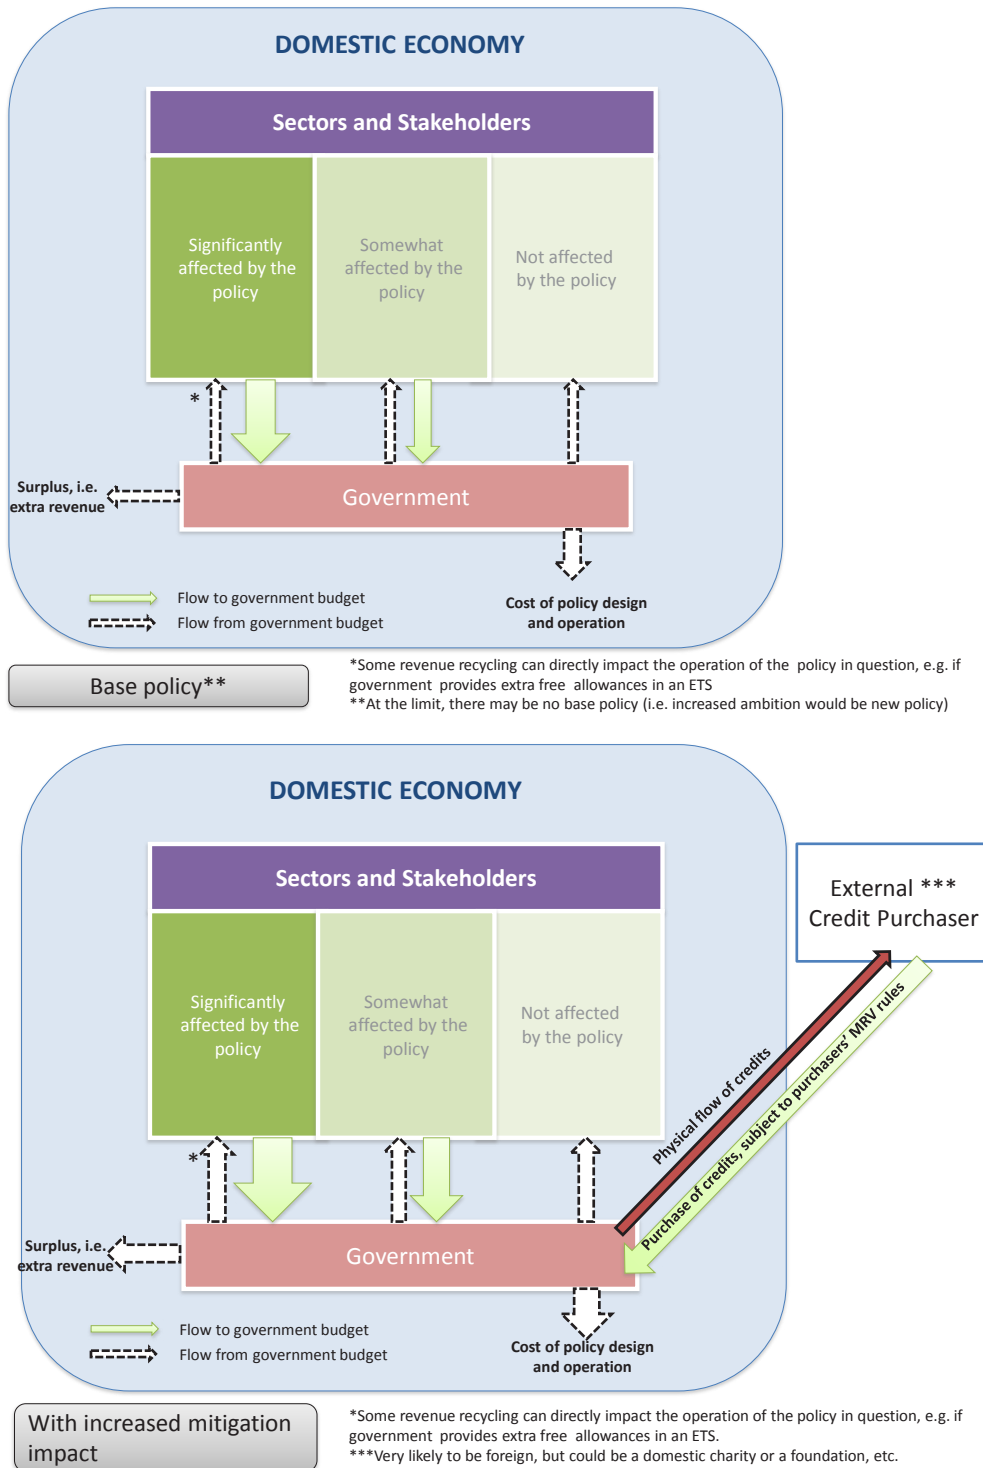 DOMESTIC ECONOMY
Sectors and Stakeholders
Significantly
affected by the
policy
Somewhat
affected by the
policy
Not affected
by the policy
*
Surplus, i.e.
extra revenue
Government
Flow to government budget
Flow from government budget
Cost of policy design
and operation
Base policy**
*Some revenue recycling can directly impact the operation of the policy in question, e.g. if
government provides extra free allowances in an ETS
**At the limit, there may be no base policy (i.e. increased ambition would be new policy)
DOMESTIC ECONOMY
Sectors and Stakeholders
Significantly
affected by the
policy
Somewhat
affected by the
policy
Not affected
by the policy
External ***
Credit Purchaser
Physical flow of credits
Purchase of credits, subject to purchasers' MRV rules
*
Surplus, i.e.
extra revenue
Government
Flow to government budget
Flow from government budget
Cost of policy design
and operation
With increased mitigation
impact
*Some revenue recycling can directly impact the operation of the policy in question, e.g. if
government provides extra free allowances in an ETS.
***Very likely to be foreign, but could be a domestic charity or a foundation, etc.